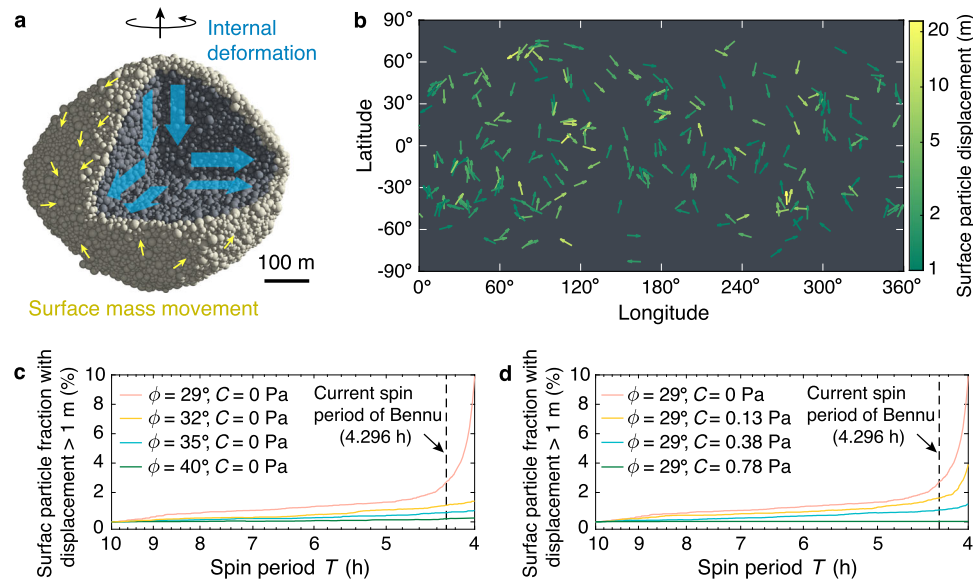 a
Internal
deformation
100 m
Surface mass movement
b
90°
60°
30°
0°
-30°
-60°
-90°
Latitude
0°
60°
120°
180°
240°
300°
360°
Longitude
20
10
5
2
1
Surface particle displacement (m)
c
Surfac particle fraction with
displacement > 1 m (%)
10
8
6
4
2
0
ϕ = 29°, C = 0 Pa
ϕ = 32°, C = 0 Pa
ϕ = 35°, C = 0 Pa
ϕ = 40°, C = 0 Pa
Current spin
period of Bennu
(4.296 h)
10
9
8
7
6
5
4
Spin period T (h)
d
Surfac particle fraction with
displacement > 1 m (%)
10
8
6
4
2
0
ϕ = 29°, C = 0 Pa
ϕ = 29°, C = 0.13 Pa
ϕ = 29°, C = 0.38 Pa
ϕ = 29°, C = 0.78 Pa
Current spin
period of Bennu
(4.296 h)
10
9
8
7
6
5
4
Spin period T (h)